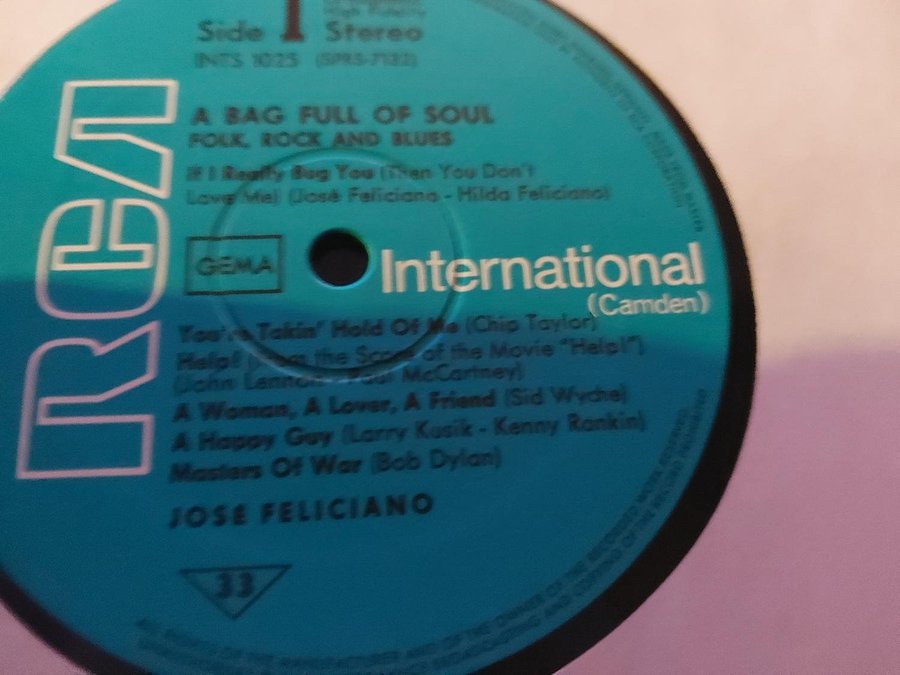 Side 1 Stereo
INTS 1025 (SPRS-7133)
A BAG FULL OF SOUL
FOLK, ROCK AND BLUES
If I Really Bug You (Then You Don't
Love Me) (José Feliciano - Hilda Feliciano)
RCA
GEMA
International
(Camden)
You're Takin' Hold Of Me (Chip Taylor)
Help! (From the Score of the Movie "Help!")
(John Lennon - Paul McCartney)
A Woman, A Lover, A Friend (Sid Wyche)
A Happy Guy (Larry Kusik - Kenny Rankin)
Masters Of War (Bob Dylan)
JOSÉ FELICIANO
33